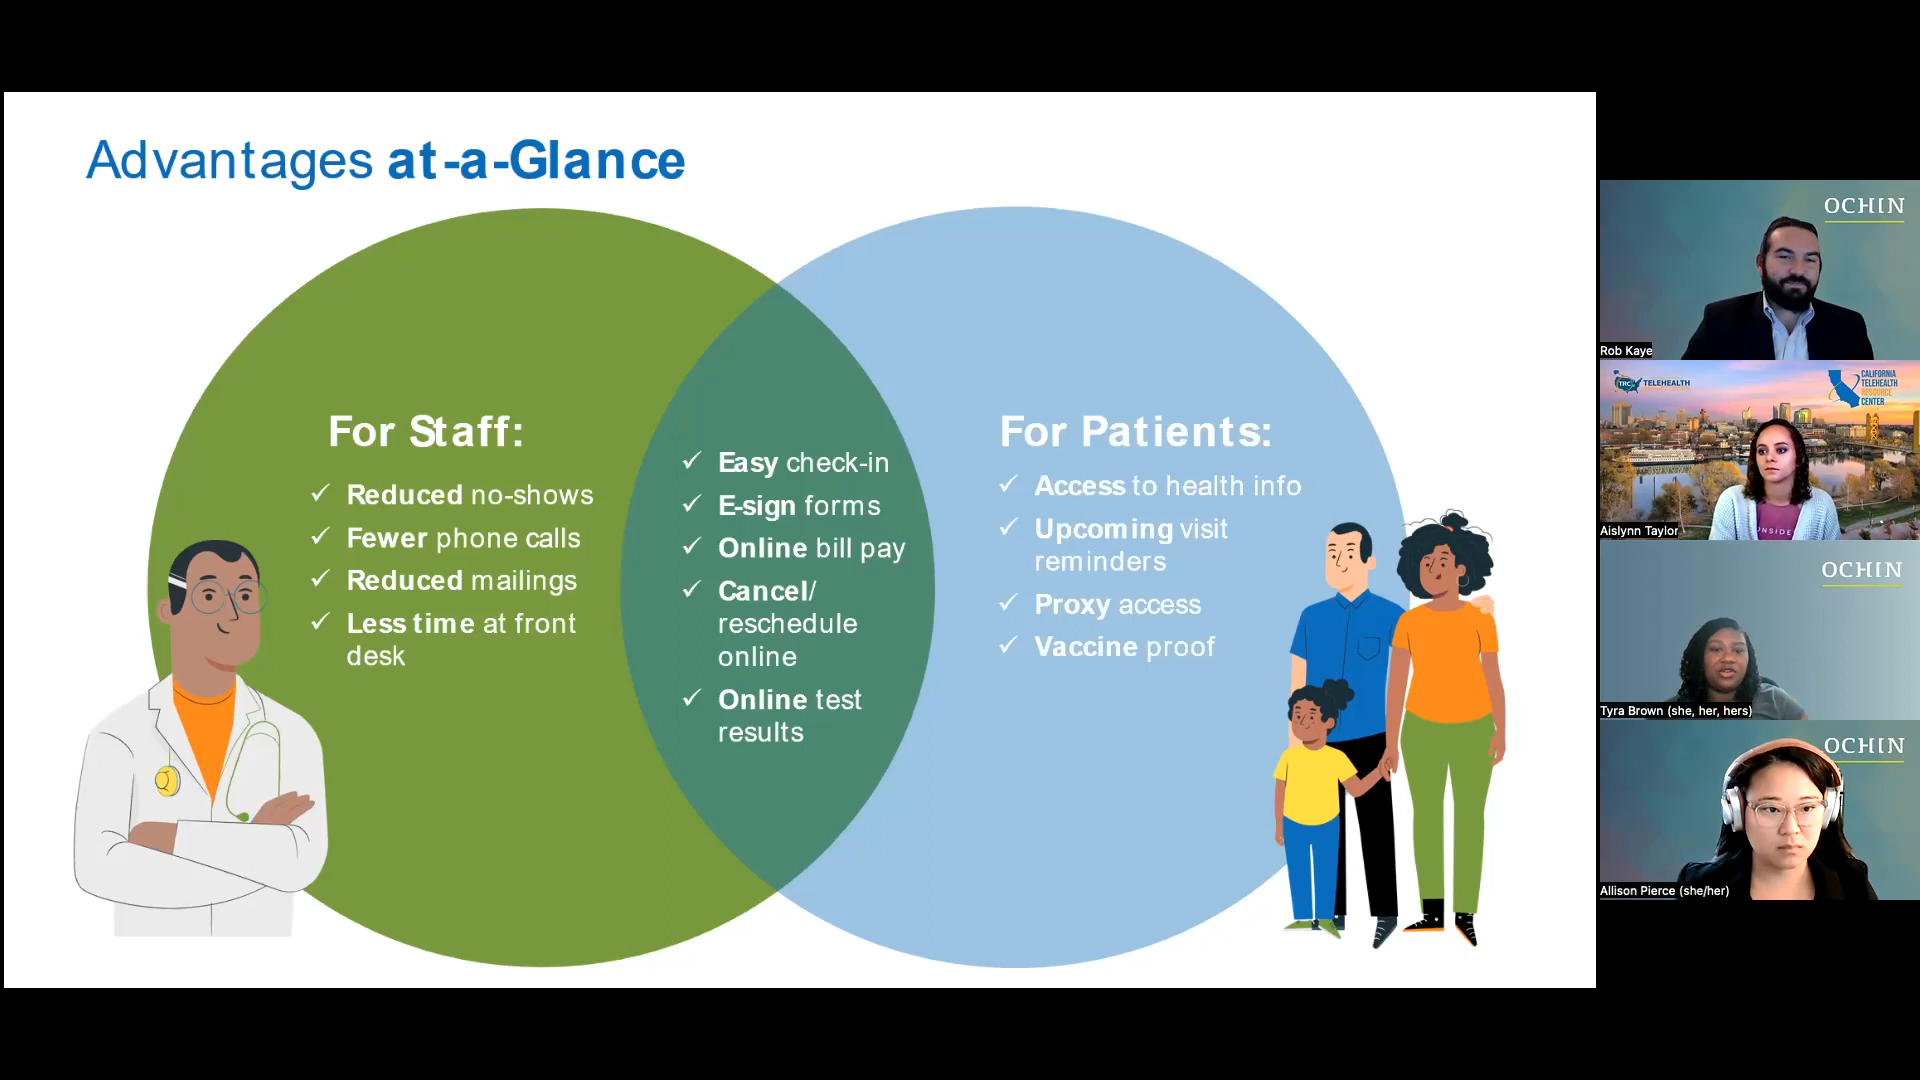 Advantages at-a-Glance
For Staff:
Reduced no-shows
Fewer phone calls
Reduced mailings
Less time at front
desk
Easy check-in
E-sign forms
Online bill pay
Cancel/
reschedule
online
Online test
results
For Patients:
Access to health info
Upcoming visit
reminders
Proxy access
Vaccine proof
OCHIN
Rob Kaye
TRC
TELEHEALTH
CALIFORNIA
TELEHEALTH
RESOURCE
CENTER
NSIDE
Aislynn Taylor
OCHIN
Tyra Brown (she, her, hers)
OCHIN
Allison Pierce (she/her)